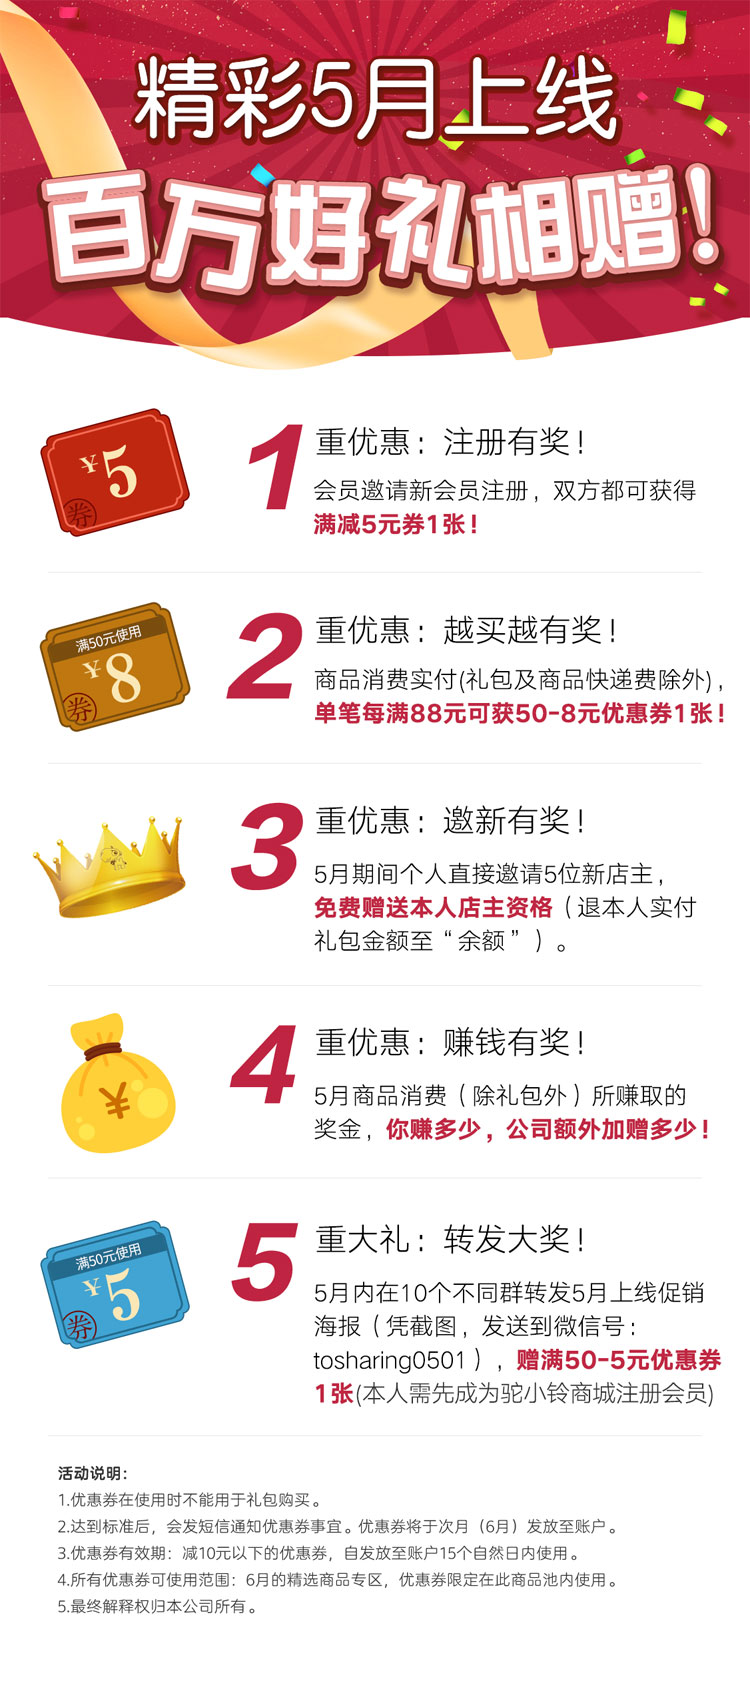 精彩5月上线
百万好礼相赠！
¥5
券
1重优惠：注册有奖！
会员邀请新会员注册，双方都可获得
满减5元券1张！
满50元使用
¥8
券
2重优惠：越买越有奖！
商品消费实付(礼包及商品快递费除外)，
单笔每满88元可获50-8元优惠券1张！
3重优惠：邀新有奖！
5月期间个人直接邀请5位新店主，
免费赠送本人店主资格（退本人实付
礼包金额至“余额”）。
¥
4重优惠：赚钱有奖！
5月商品消费（除礼包外）所赚取的
奖金，你赚多少，公司额外加赠多少！
满50元使用
¥5
券
5重大礼：转发大奖！
5月内在10个不同群转发5月上线促销
海报（凭截图，发送到微信号：
tosharing0501），赠满50-5元优惠券
1张(本人需先成为驼小铃商城注册会员)
活动说明：
1.优惠券在使用时不能用于礼包购买。
2.达到标准后，会发短信通知优惠券事宜。优惠券将于次月（6月）发放至账户。
3.优惠券有效期：减10元以下的优惠券，自发放至账户15个自然日内使用。
4.所有优惠券可使用范围：6月的精选商品专区，优惠券限定在此商品池内使用。
5.最终解释权归本公司所有。